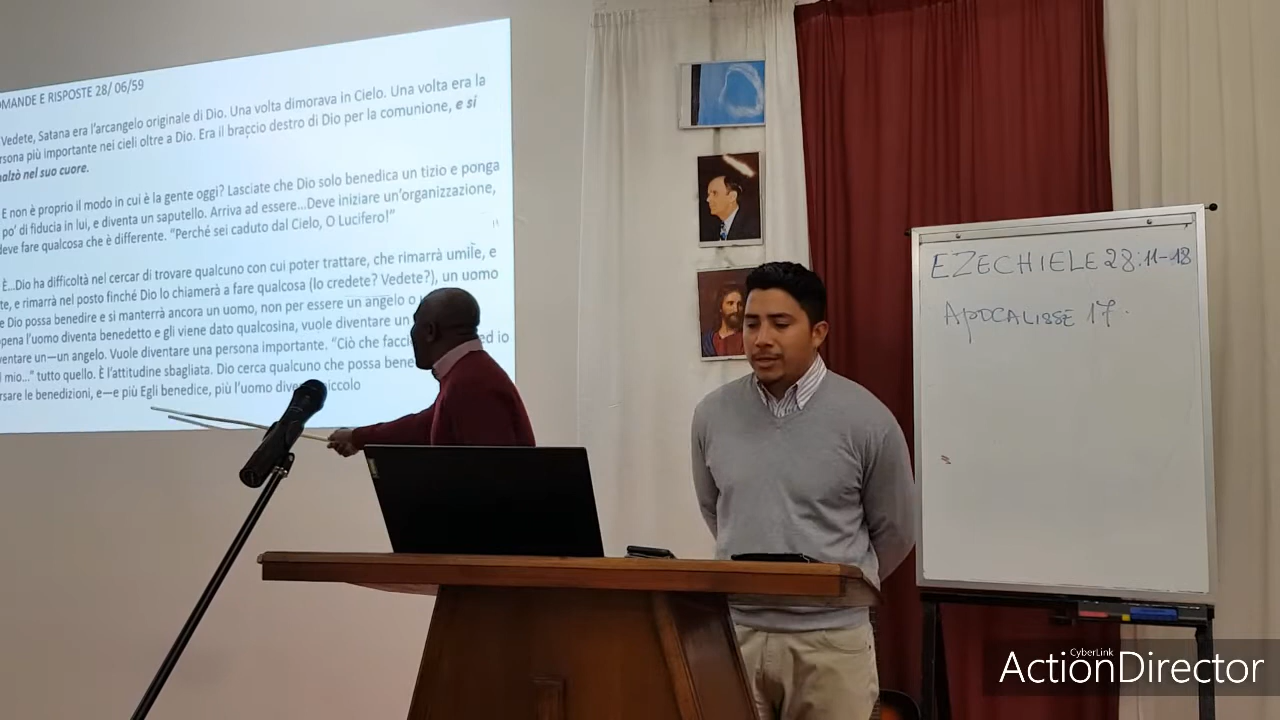 OMANDE E RISPOSTE 28/ 06/59
Vedete, Satana era l'arcangelo originale di Dio. Una volta dimorava in Cielo. Una volta era la
rsona più importante nei cieli oltre a Dio. Era il braccio destro di Dio per la comunione, e si
nalzò nel suo cuore.
E non è proprio il modo in cui è la gente oggi? Lasciate che Dio solo benedica un tizio e ponga
po' di fiducia in lui, e diventa un saputello. Arriva ad essere...Deve iniziare un'organizzazione,
deve fare qualcosa che è differente. "Perché sei caduto dal Cielo, O Lucifero!"
È...Dio ha difficoltà nel cercar di trovare qualcuno con cui poter trattare, che rimarrà umile, e
te, e rimarrà nel posto finché Dio lo chiamerà a fare qualcosa (lo credete? Vedete?), un uomo
e Dio possa benedire e si manterrà ancora un uomo, non per essere un angelo o
pena l'uomo diventa benedetto e gli viene dato qualcosina, vuole diventare un
ventare un—un angelo. Vuole diventare una persona importante. "Ciò che facci ed io
l mio..." tutto quello. È l'attitudine sbagliata. Dio cerca qualcuno che possa bene
rsare le benedizioni, e—e più Egli benedice, più l'uomo dive iccolo
EZECHIELE 28:11-18
APOCALISSE 17.
CyberLink
ActionDirector